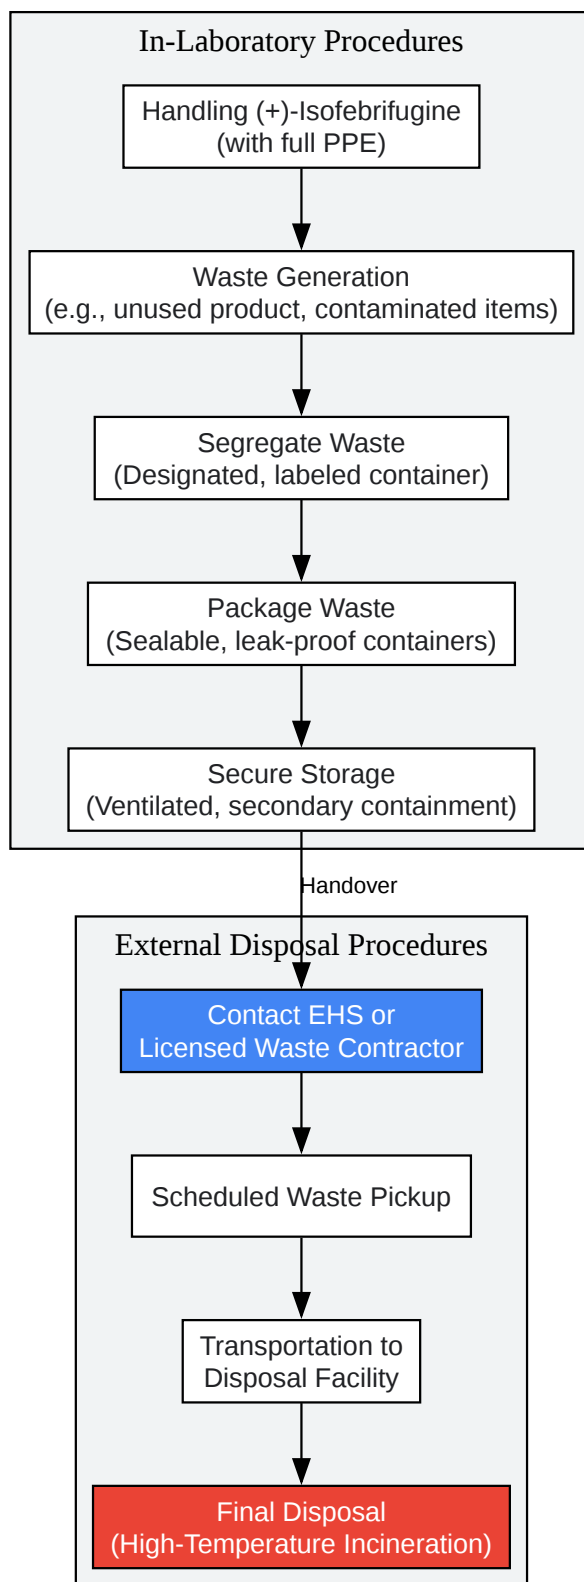 In-Laboratory Procedures
Handling (+)-Isofebrifugine
(with full PPE)
Waste Generation
(e.g., unused product, contaminated items)
Segregate Waste
(Designated, labeled container)
Package Waste
(Sealable, leak-proof containers)
Secure Storage
(Ventilated, secondary containment)
Handover
External Disposal Procedures
Contact EHS or
Licensed Waste Contractor
Scheduled Waste Pickup
Transportation to
Disposal Facility
Final Disposal
(High-Temperature Incineration)